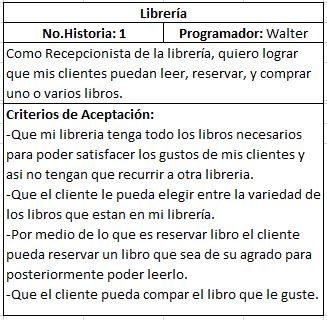 Librería
No.Historia: 1 Programador: Walter
Como Recepcionista de la librería, quiero lograr
que mis clientes puedan leer, reservar, y comprar
uno o varios libros.
Criterios de Aceptación:
-Que mi libreria tenga todo los libros necesarios
para poder satisfacer los gustos de mis clientes y
asi no tengan que recurrir a otra libreria.
-Que el cliente le pueda elegir entre la variedad de
los libros que estan en mi librería.
-Por medio de lo que es reservar libro el cliente
pueda reservar un libro que sea de su agrado para
posteriormente poder leerlo.
-Que el cliente pueda compar el libro que le guste.